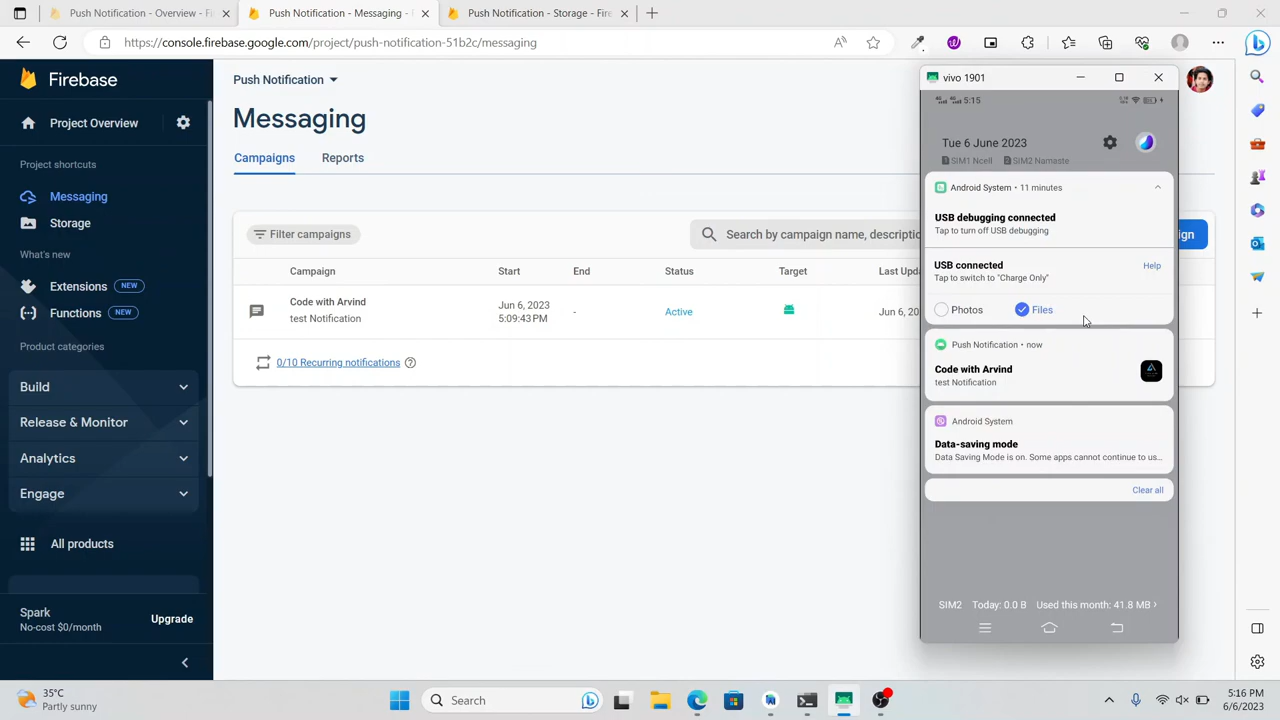 Push Notification - Overview - Fi
Push Notification - Messaging -
Push Notification - Storage - Fire
https://console.firebase.google.com/project/push-notification-51b2c/messaging
Firebase
Project Overview
Project shortcuts
Messaging
Storage
What's new
Extensions NEW
Functions NEW
Product categories
Build
Release & Monitor
Analytics
Engage
All products
Spark
No-cost $0/month
Upgrade
Push Notification
Messaging
Campaigns
Reports
Filter campaigns
Search by campaign name, descriptio
ign
Campaign Start End Status Target Last Upd
Code with Arvind
test Notification
Jun 6, 2023
5:09:43 PM
-
Active
Jun 6, 20
0/10 Recurring notifications
vivo 1901
5:15
Tue 6 June 2023
SIM1 Ncell SIM2 Namaste
Android System • 11 minutes
USB debugging connected
Tap to turn off USB debugging
USB connected
Help
Tap to switch to "Charge Only"
Photos Files
Push Notification • now
Code with Arvind
test Notification
Android System
Data-saving mode
Data Saving Mode is on. Some apps cannot continue to us...
Clear all
SIM2 Today: 0.0 B Used this month: 41.8 MB ›
35°C
Partly sunny
Search
5:16 PM
6/6/2023